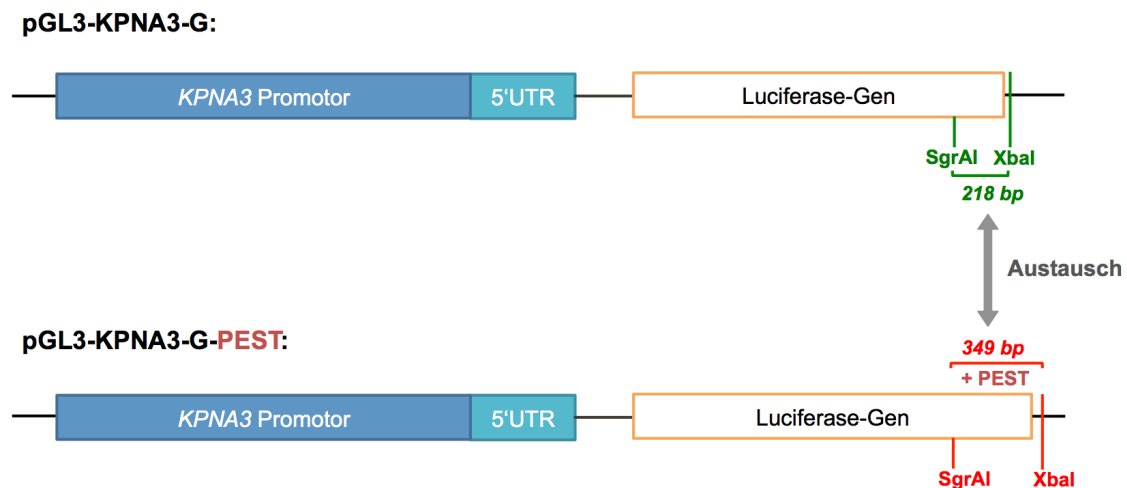 pGL3-KPNA3-G:
KPNA3 Promotor 5'UTR Luciferase-Gen
SgrAI XbaI
218 bp
Austausch
pGL3-KPNA3-G-PEST:
349 bp
+ PEST
KPNA3 Promotor 5'UTR Luciferase-Gen
SgrAI XbaI